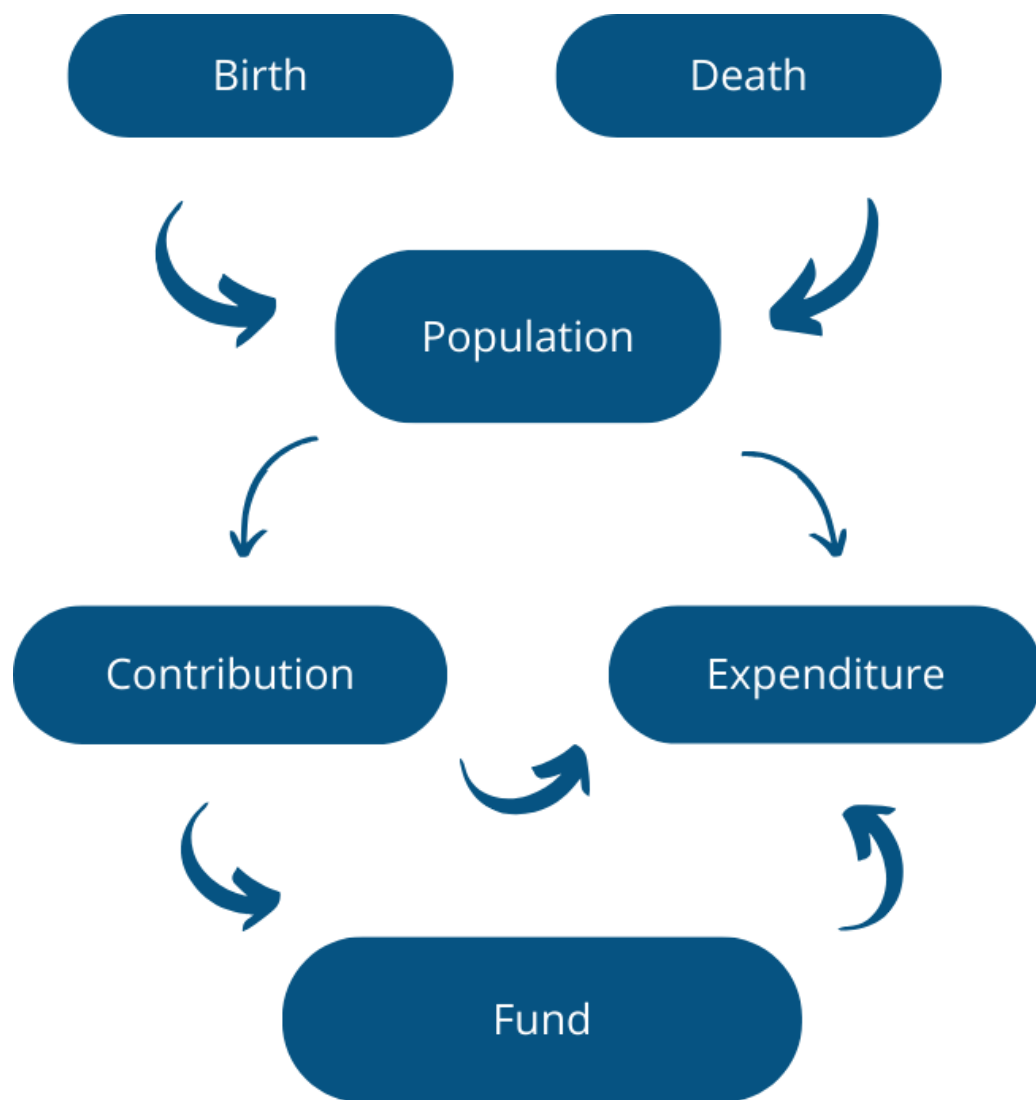 Birth
Death
Population
Contribution
Expenditure
Fund